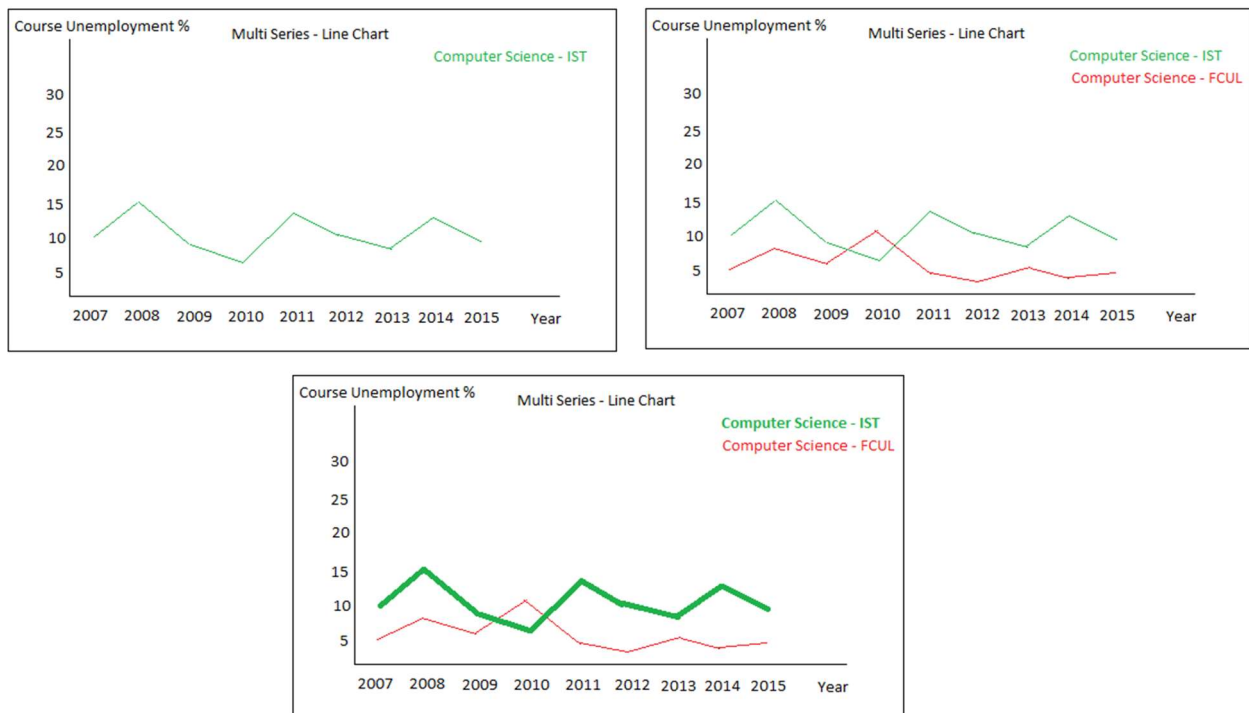 Course Unemployment %
Multi Series - Line Chart
Computer Science - IST
30
25
20
15
10
5
2007 2008 2009 2010 2011 2012 2013 2014 2015 Year
Course Unemployment %
Multi Series - Line Chart
Computer Science - IST
Computer Science - FCUL
30
25
20
15
10
5
2007 2008 2009 2010 2011 2012 2013 2014 2015 Year
Course Unemployment %
Multi Series - Line Chart
Computer Science - IST
Computer Science - FCUL
30
25
20
15
10
5
2007 2008 2009 2010 2011 2012 2013 2014 2015 Year